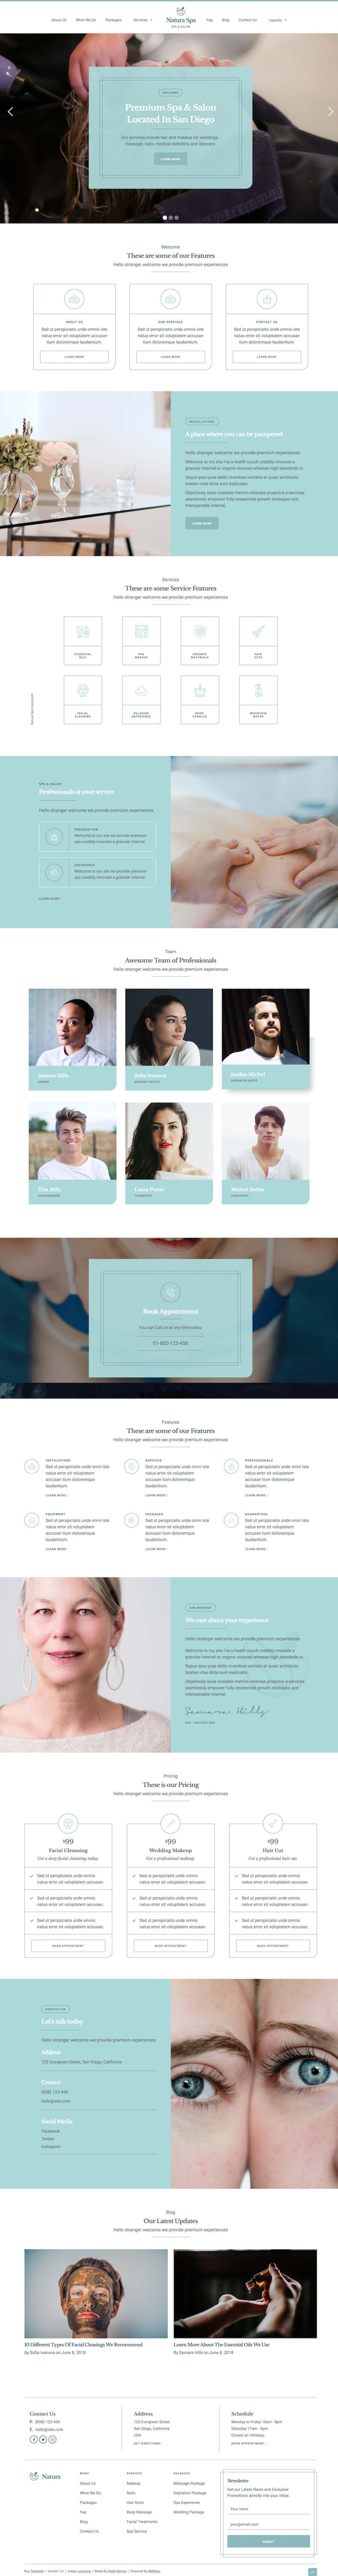 About Us
What We Do
Packages
Services
Natura Spa
SPA & SALON
Faq
Blog
Contact Us
Layouts
WELCOME
Premium Spa & Salon
Located In San Diego
Our services include hair and makeup for weddings,
massage, nails, medical esthetics, and skincare.
LEARN MORE
Welcome
These are some of our Features
Hello stranger welcome we provide premium experiences
ABOUT US
Sed ut perspiciatis unde omnis iste
natus error sit voluptatem accusan
tium doloremque laudantium.
LEARN MORE
OUR SERVICES
Sed ut perspiciatis unde omnis iste
natus error sit voluptatem accusan
tium doloremque laudantium.
LEARN MORE
CONTACT US
Sed ut perspiciatis unde omnis iste
natus error sit voluptatem accusan
tium doloremque laudantium.
LEARN MORE
INSTALLATIONS
A place where you can be pampered
Hello stranger welcome we provide premium experiences
Welcome to my site I've a health couch credibly innovate a
granular internal or organic sources whereas high standards in.
Saque ipsa quae abillo inventore veritatis et quasi architecto
beatae vitae dicta sunt explicabo.
Objectively seize scalable metrics whereas proactive e-services
seamlessly empower fully researched growth strategies and
interoperable internal.
LEARN MORE
Services
These are some Service Features
Hello stranger welcome we provide premium experiences
ESSENTIAL
OILS
PRO
MAKEUP
ORGANIC
MATERIALS
HAIR
CUTS
FACIAL
CLEANING
RELAXING
EXPERIENCE
SODA
CANDLES
MOUNTAIN
WATER
SPA & SALON
Professionals at your service
Hello stranger welcome we provide premium experiences
PREPARATION
Welcome to our site we provide premium
spa credibly innovate a granular internal.
EXPERIENCE
Welcome to our site we provide premium
spa credibly innovate a granular internal.
LEARN MORE
Team
Awesome Team of Professionals
Hello stranger welcome we provide premium experiences
Samara Hills
OWNER
Sofia Ivanova
MAKEUP ARTIST
Jordan Michel
DERMATOLOGIST
Tim Hills
HAIRDRESSER
Laura Perez
THERAPIST
Michel Stefan
THERAPIST
Book Appointment
You can Call us at any time today.
01-800-123-456
Features
These are some of our Features
Hello stranger welcome we provide premium experiences
INSTALATIONS
Sed ut perspiciatis unde omni iste
natus error sit voluptatem
accusan tium doloremque
laudantium.
LEARN MORE
SERVICES
Sed ut perspiciatis unde omni iste
natus error sit voluptatem
accusan tium doloremque
laudantium.
LEARN MORE
PROFESSIONALS
Sed ut perspiciatis unde omni iste
natus error sit voluptatem
accusan tium doloremque
laudantium.
LEARN MORE
EQUIPMENT
Sed ut perspiciatis unde omni iste
natus error sit voluptatem
accusan tium doloremque
laudantium.
LEARN MORE
PACKAGES
Sed ut perspiciatis unde omni iste
natus error sit voluptatem
accusan tium doloremque
laudantium.
LEARN MORE
GUARANTEES
Sed ut perspiciatis unde omni iste
natus error sit voluptatem
accusan tium doloremque
laudantium.
LEARN MORE
CEO MESSAGE
We care about your experience
Hello stranger welcome we provide premium experiences
Welcome to my site I've a health couch credibly innovate a
granular internal or organic sources whereas high standards in.
Saque ipsa quae abillo inventore veritatis et quasi architecto
beatae vitae dicta sunt explicabo.
Objectively seize scalable metrics whereas proactive e-services
seamlessly empower fully researched growth strategies and
interoperable internal.
Samara Hills
CEO - NATURA SPA
Pricing
These is our Pricing
Hello stranger welcome we provide premium experiences
$99
Facial Cleansing
Get a deep facial cleansing today.
Sed ut perspiciatis unde omnis
natus error sit voluptatem accusan.
Sed ut perspiciatis unde omnis
natus error sit voluptatem accusan.
Sed ut perspiciatis unde omnis
natus error sit voluptatem accusan.
BOOK APPOINTMENT
$99
Wedding Makeup
Get a professional makeup.
Sed ut perspiciatis unde omnis
natus error sit voluptatem accusan.
Sed ut perspiciatis unde omnis
natus error sit voluptatem accusan.
Sed ut perspiciatis unde omnis
natus error sit voluptatem accusan.
BOOK APPOINTMENT
$99
Hair Cut
Get a professional hair cut.
Sed ut perspiciatis unde omnis
natus error sit voluptatem accusan.
Sed ut perspiciatis unde omnis
natus error sit voluptatem accusan.
Sed ut perspiciatis unde omnis
natus error sit voluptatem accusan.
BOOK APPOINTMENT
CONTACT US
Let's talk today
Hello stranger welcome we provide premium experiences
Address
123 Evergreen Street, San Diego, California
Contact
(858) 123-456
hello@site.com
Social Media
Facebook
Twitter
Instagram
Blog
Our Latest Updates
Hello stranger welcome we provide premium experiences
10 Different Types Of Facial Cleasings We Recommend
By Sofia Ivanova on June 8, 2018
Learn More About The Essential Oils We Use
By Samara Hills on June 8, 2018
Contact Us
P. (858) 123-456
E. hello@site.com
Address
123 Evergreen Street,
San Diego, California
USA
GET DIRECTIONS
Schedule
Monday to Friday 10am - 8pm
Saturday 11am - 5pm
Closed on Holidays.
BOOK APPOINTMENT
Natura
MENU
About Us
What We Do
Packages
Faq
Blog
Contact Us
SERVICES
Makeup
Nails
Hair Done
Body Massage
Facial Treatments
Spa Service
PACKAGES
Massage Package
Depilation Package
Spa Experience
Wedding Package
Newsletter
Get our Latest News and Exclusive
Promotions directly into your inbox.
Your name
your@email.com
SUBMIT
Buy Template | Version 1.0 | Image Licensing | Made By Pablo Ramos | Powered By Webflow